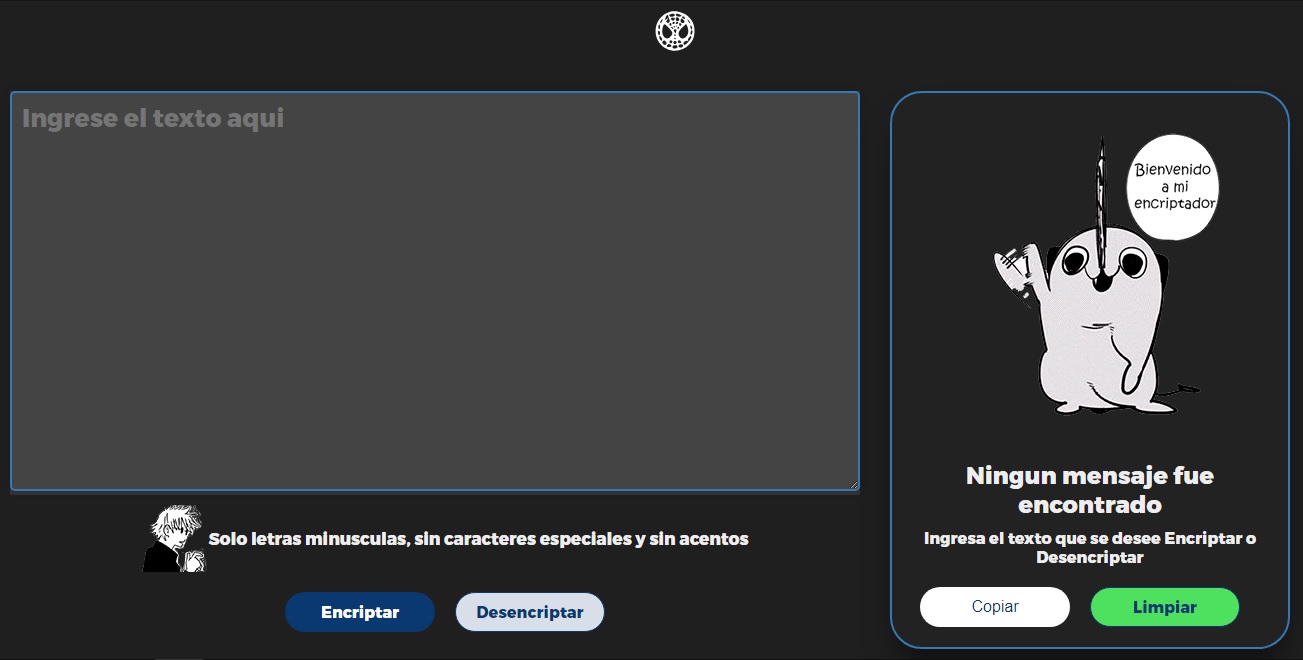 Ingrese el texto aqui
Solo letras minusculas, sin caracteres especiales y sin acentos
Encriptar
Desencriptar
Bienvenido
a mi
encriptador
Ningun mensaje fue
encontrado
Ingresa el texto que se desee Encriptar o
Desencriptar
Copiar
Limpiar